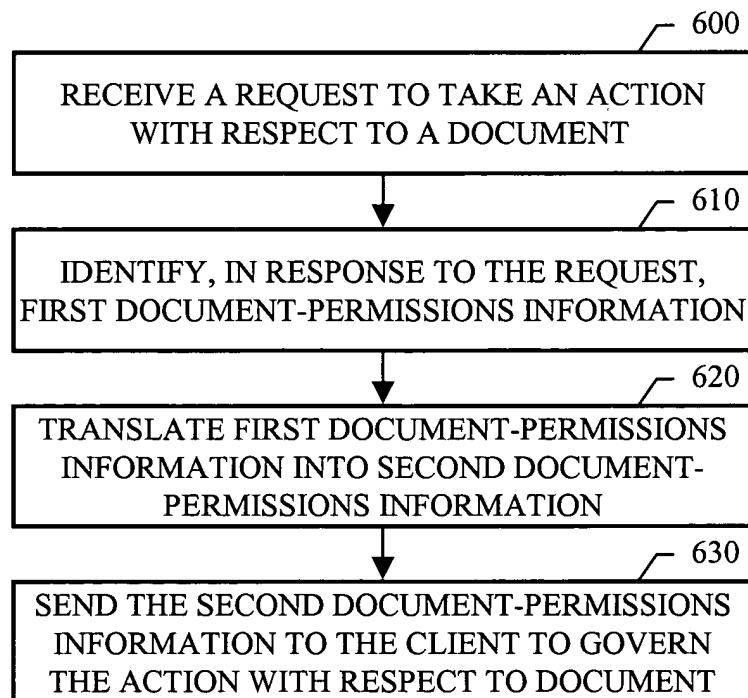 600
RECEIVE A REQUEST TO TAKE AN ACTION
WITH RESPECT TO A DOCUMENT
610
IDENTIFY, IN RESPONSE TO THE REQUEST,
FIRST DOCUMENT-PERMISSIONS INFORMATION
620
TRANSLATE FIRST DOCUMENT-PERMISSIONS
INFORMATION INTO SECOND DOCUMENT-
PERMISSIONS INFORMATION
630
SEND THE SECOND DOCUMENT-PERMISSIONS
INFORMATION TO THE CLIENT TO GOVERN
THE ACTION WITH RESPECT TO DOCUMENT